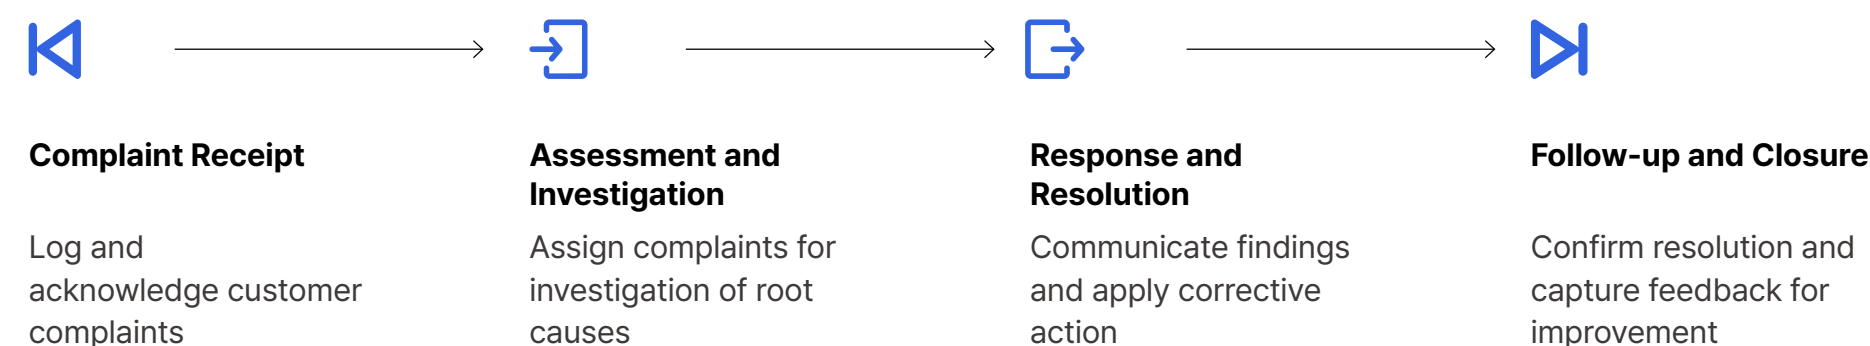 Complaint Receipt
Log and
acknowledge customer
complaints
Assessment and
Investigation
Assign complaints for
investigation of root
causes
Response and
Resolution
Communicate findings
and apply corrective
action
Follow-up and Closure
Confirm resolution and
capture feedback for
improvement